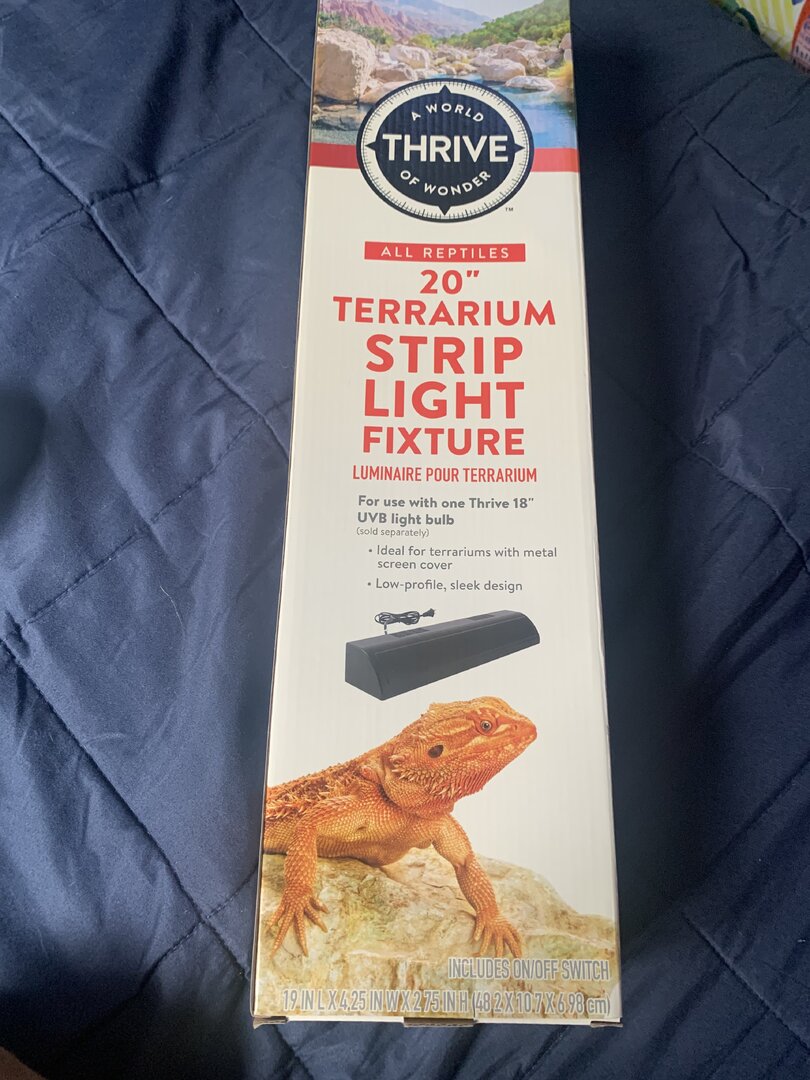 A WORLD
THRIVE
OF WONDER
TM
ALL REPTILES
20"
TERRARIUM
STRIP
LIGHT
FIXTURE
LUMINAIRE POUR TERRARIUM
For use with one Thrive 18"
UVB light bulb
(sold separately)
• Ideal for terrariums with metal
screen cover
• Low-profile, sleek design
INCLUDES ON/OFF SWITCH
19 IN L X 4.25 IN W X 2.75 IN H (48.2 X 10.7 X 6.98 cm)